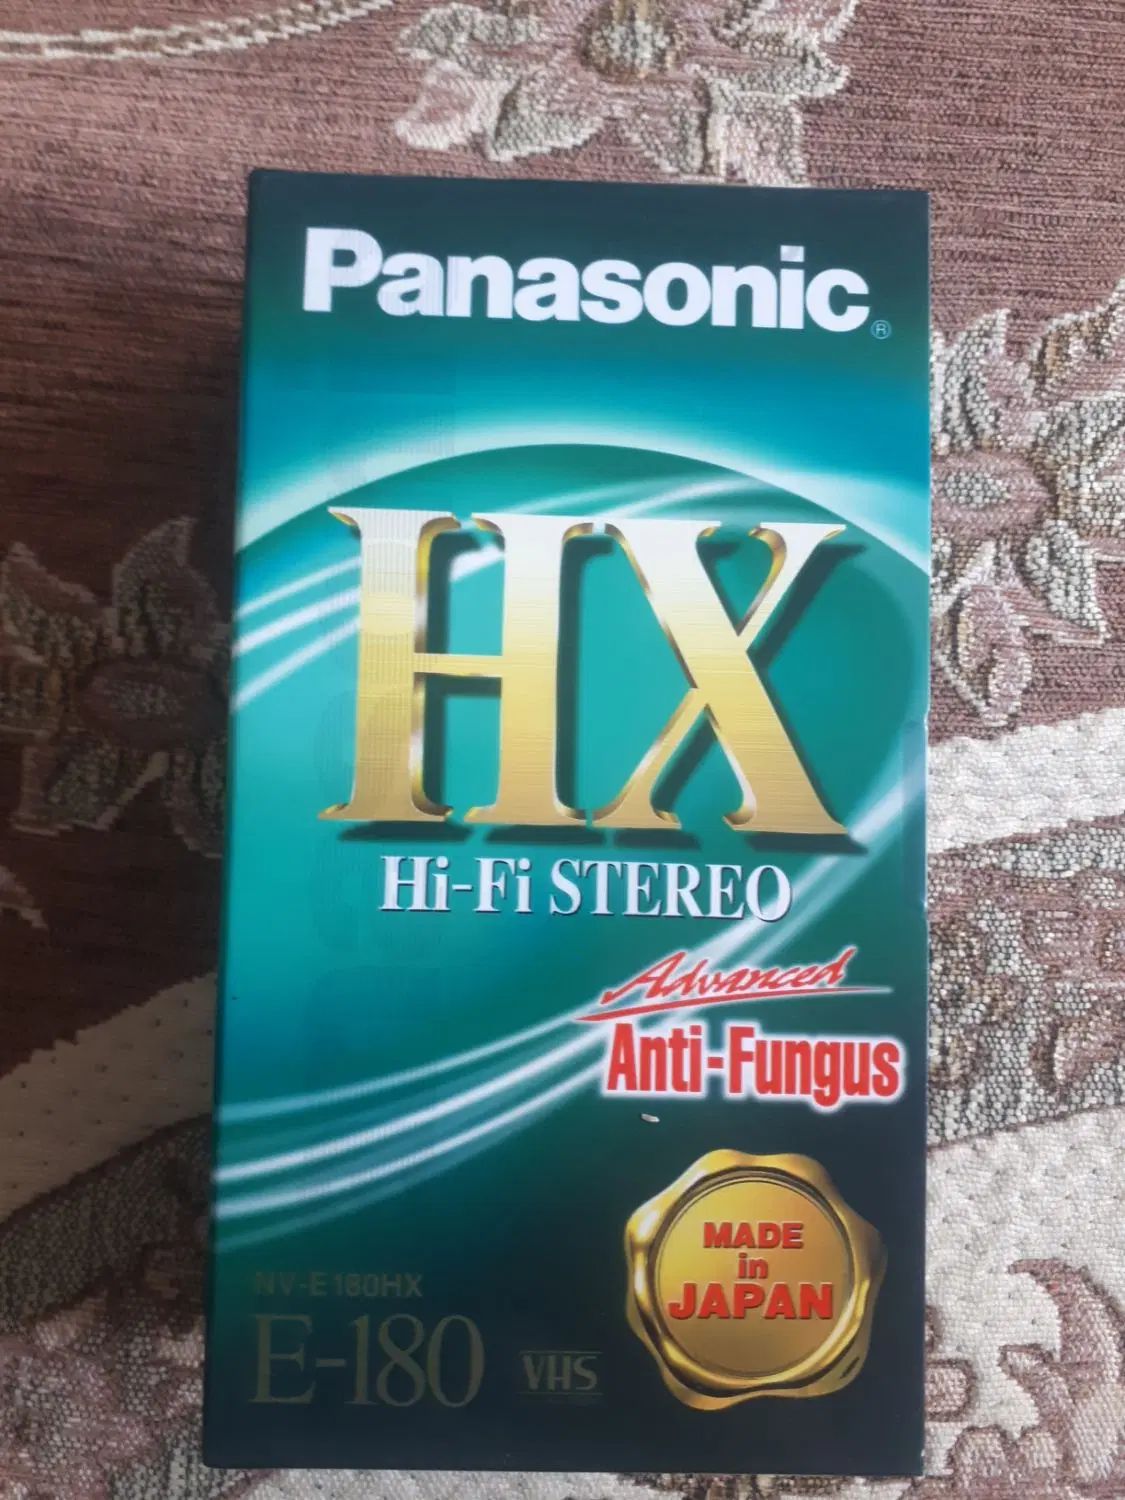 Panasonic®
HX
Hi-Fi STEREO
Advanced
Anti-Fungus
MADE
in
JAPAN
NV-E180HX
E-180
VHS